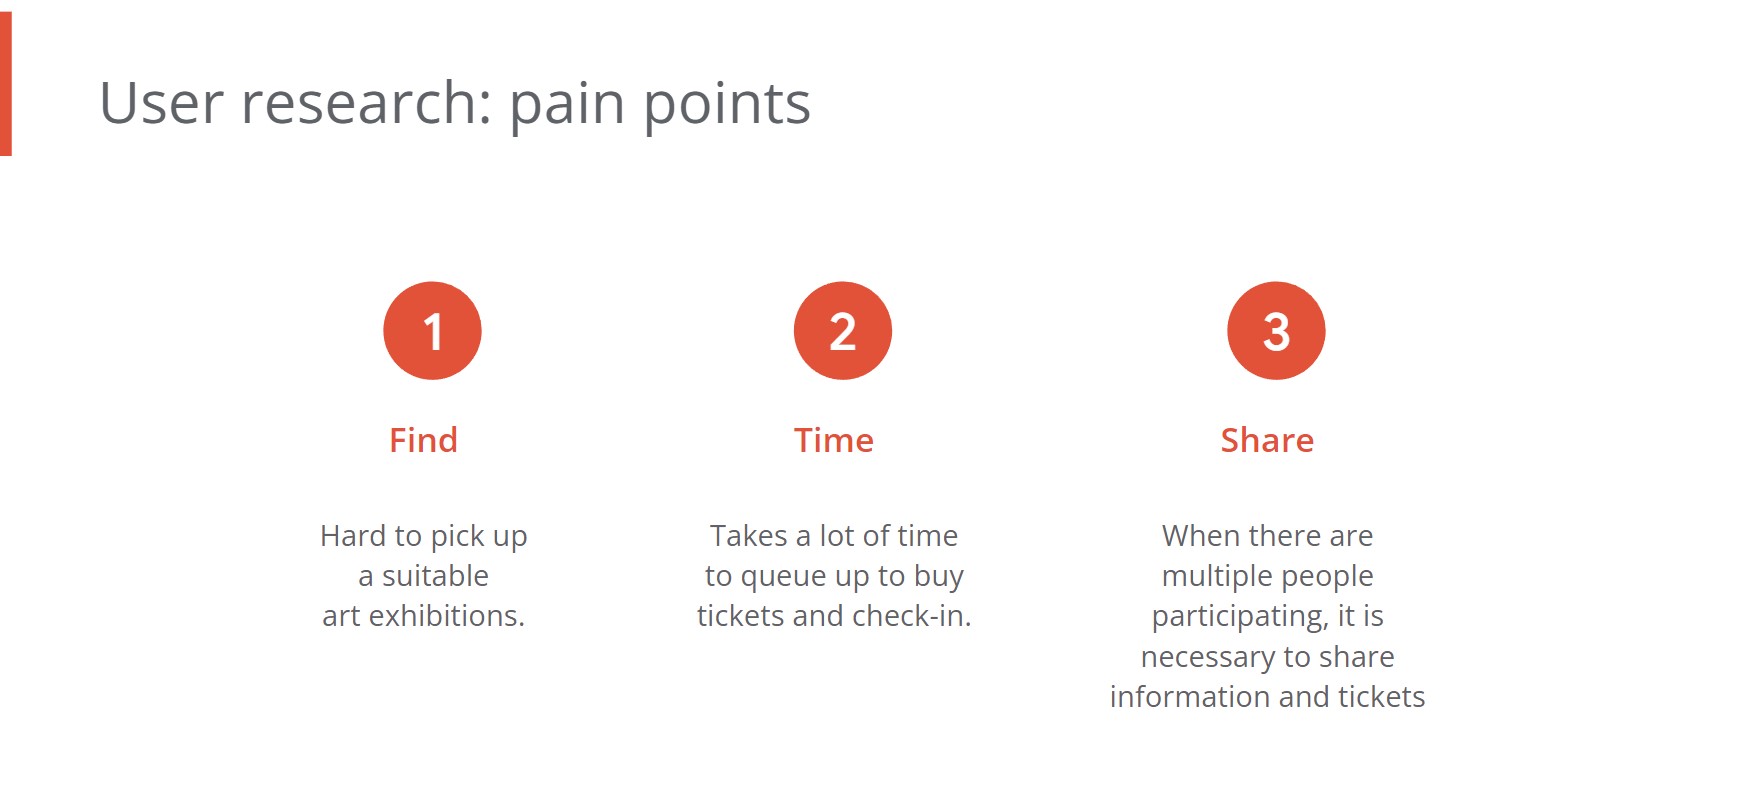 User research: pain points
1
Find
Hard to pick up
a suitable
art exhibitions.
2
Time
Takes a lot of time
to queue up to buy
tickets and check-in.
3
Share
When there are
multiple people
participating, it is
necessary to share
information and tickets